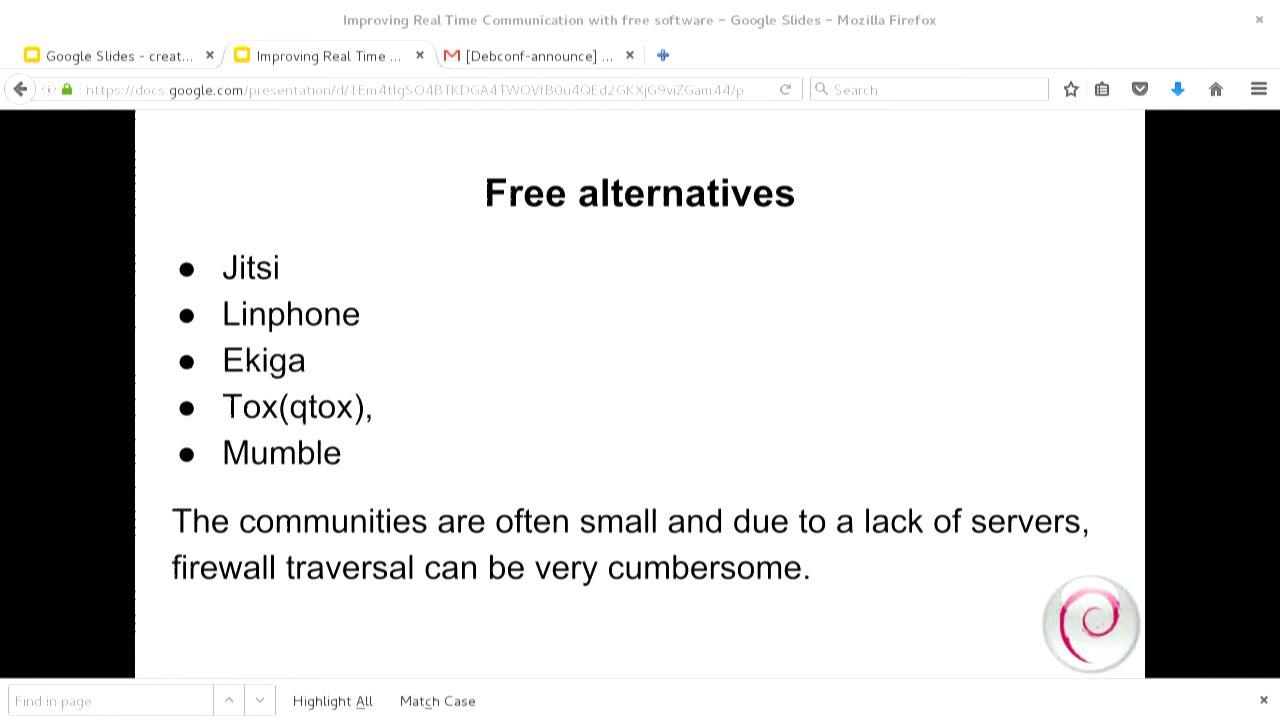 Improving Real Time Communication with free software – Google Slides – Mozilla Firefox
Google Slides - creat... Improving Real Time ... [Debconf-announce] ...
Search
Free alternatives
● Jitsi
● Linphone
● Ekiga
● Tox(qtox),
● Mumble
The communities are often small and due to a lack of servers,
firewall traversal can be very cumbersome.
Find in page Highlight All Match Case